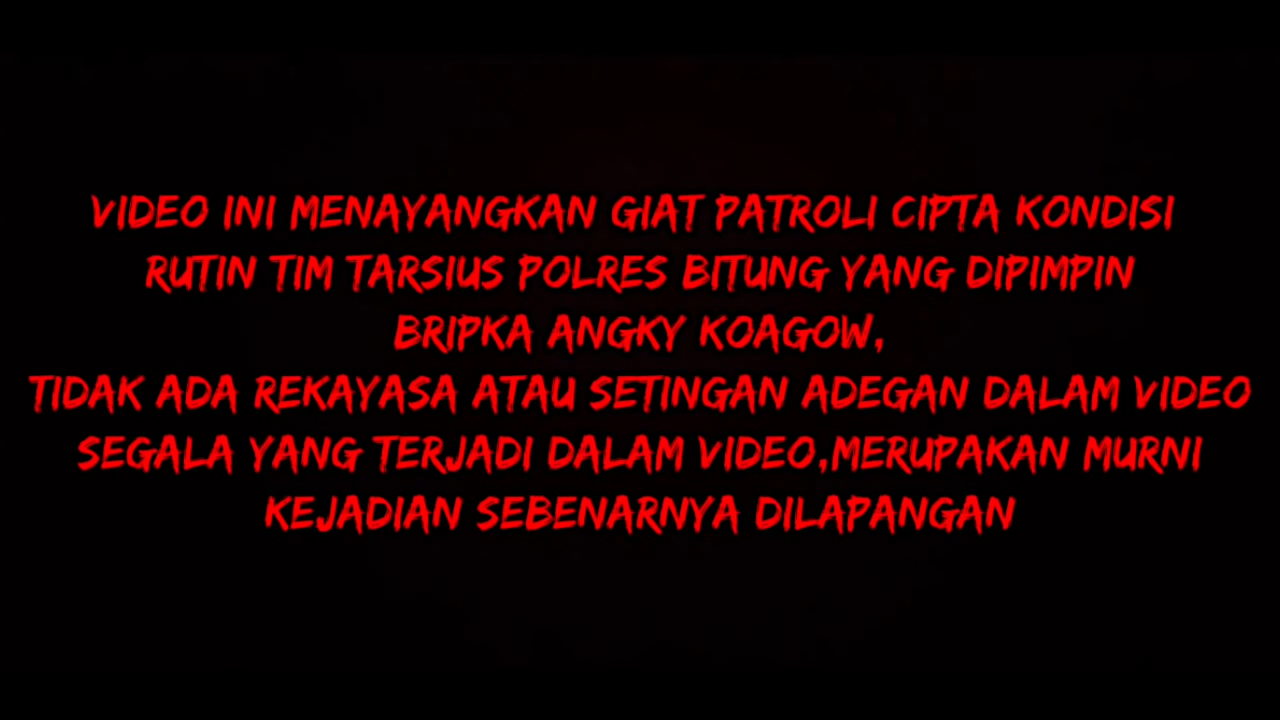 VIDEO INI MENAYANGKAN GIAT PATROLI CIPTA KONDISI
RUTIN TIM TARSIUS POLRES BITUNG YANG DIPIMPIN
BRIPKA ANGKY KOAGOW,
TIDAK ADA REKAYASA ATAU SETINGAN ADEGAN DALAM VIDEO
SEGALA YANG TERJADI DALAM VIDEO,MERUPAKAN MURNI
KEJADIAN SEBENARNYA DILAPANGAN